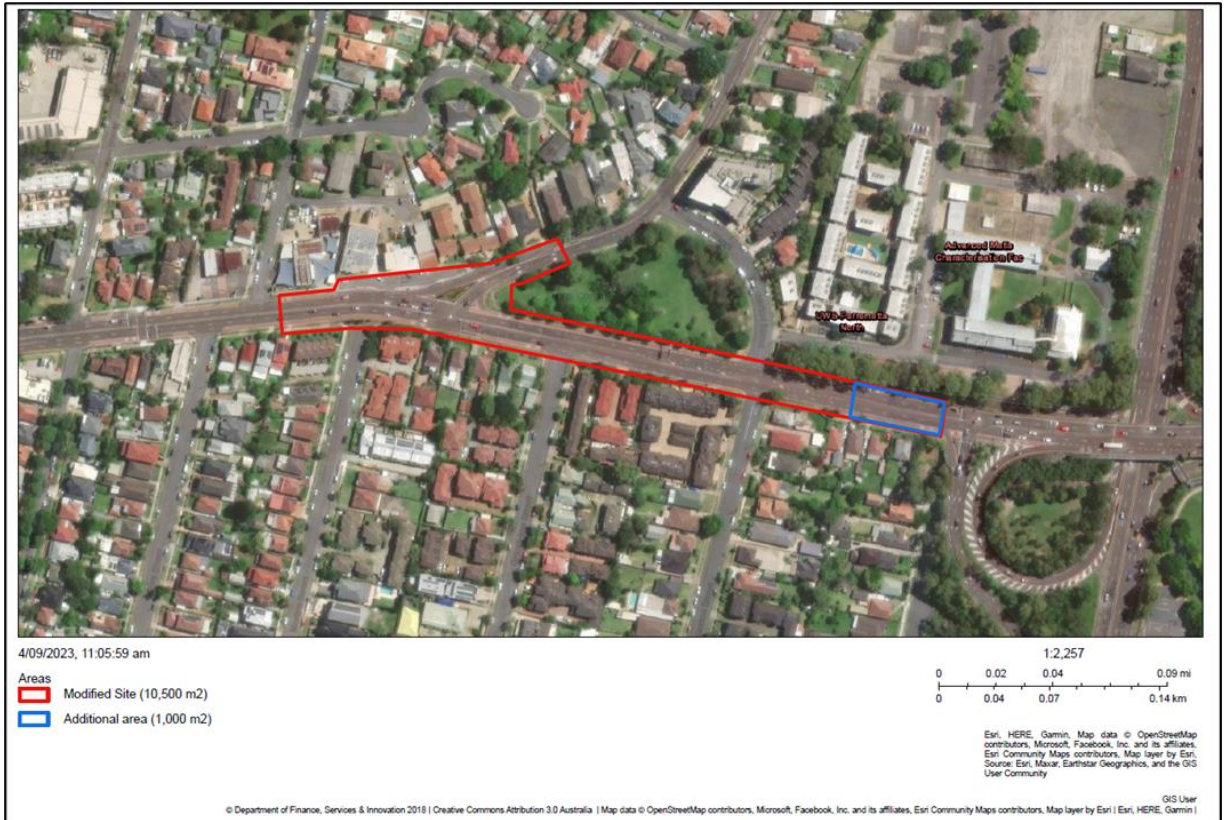 Advanced Matls
Characterisation Fac
UWS Parramatta
North
4/09/2023, 11:05:59 am
Areas
Modified Site (10,500 m2)
Additional area (1,000 m2)
1:2,257
0 0.02 0.04 0.09 mi
0 0.04 0.07 0.14 km
Esri, HERE, Garmin, Map data © OpenStreetMap
contributors, Microsoft, Facebook, Inc. and its affiliates,
Esri Community Maps contributors, Map layer by Esri,
Source: Esri, Maxar, Earthstar Geographics, and the GIS
User Community
GIS User
© Department of Finance, Services & Innovation 2018 | Creative Commons Attribution 3.0 Australia | Map data © OpenStreetMap contributors, Microsoft, Facebook, Inc. and its affiliates, Esri Community Maps contributors, Map layer by Esri | Esri, HERE, Garmin |